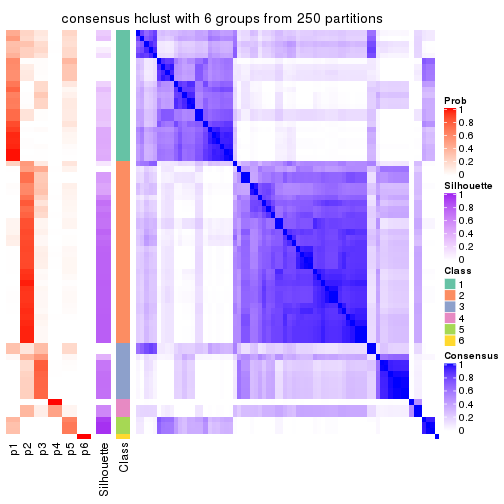 consensus hclust with 6 groups from 250 partitions
Prob
1
0.8
0.6
0.4
0.2
0
Silhouette
1
0.8
0.6
0.4
0.2
0
Class
1
2
3
4
5
6
Consensus
1
0.8
0.6
0.4
0.2
0
p1
p2
p3
p4
p5
p6
Silhouette
Class